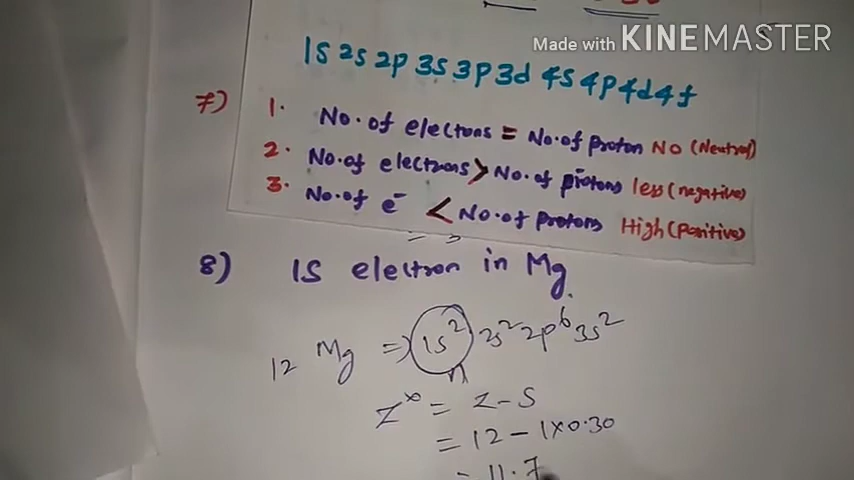 Made with KINEMASTER
1s 2s 2p 3s 3p 3d 4s 4p 4d 4f
7) 1. No. of electons = No. of proton No (Neutral)
2. No. of electrons > No. of protons less (negative)
3. No. of e⁻ < No. of protons High (Positive)
8) 1S electron in Mg.
12 Mg ⇒ 1s² 2s² 2p⁶ 3s²
n
Z* = Z - S
= 12 - 1×0.30
= 11.7